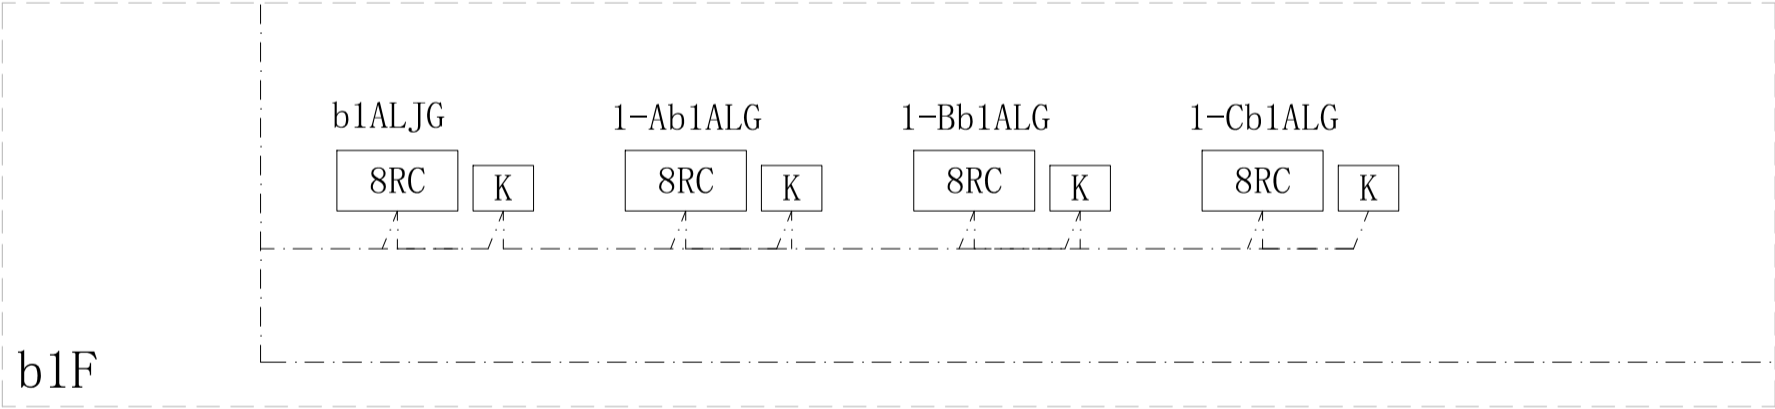 b1ALJG 1-Ab1ALG 1-Bb1ALG 1-Cb1ALG
8RC K 8RC K 8RC K 8RC K
b1F